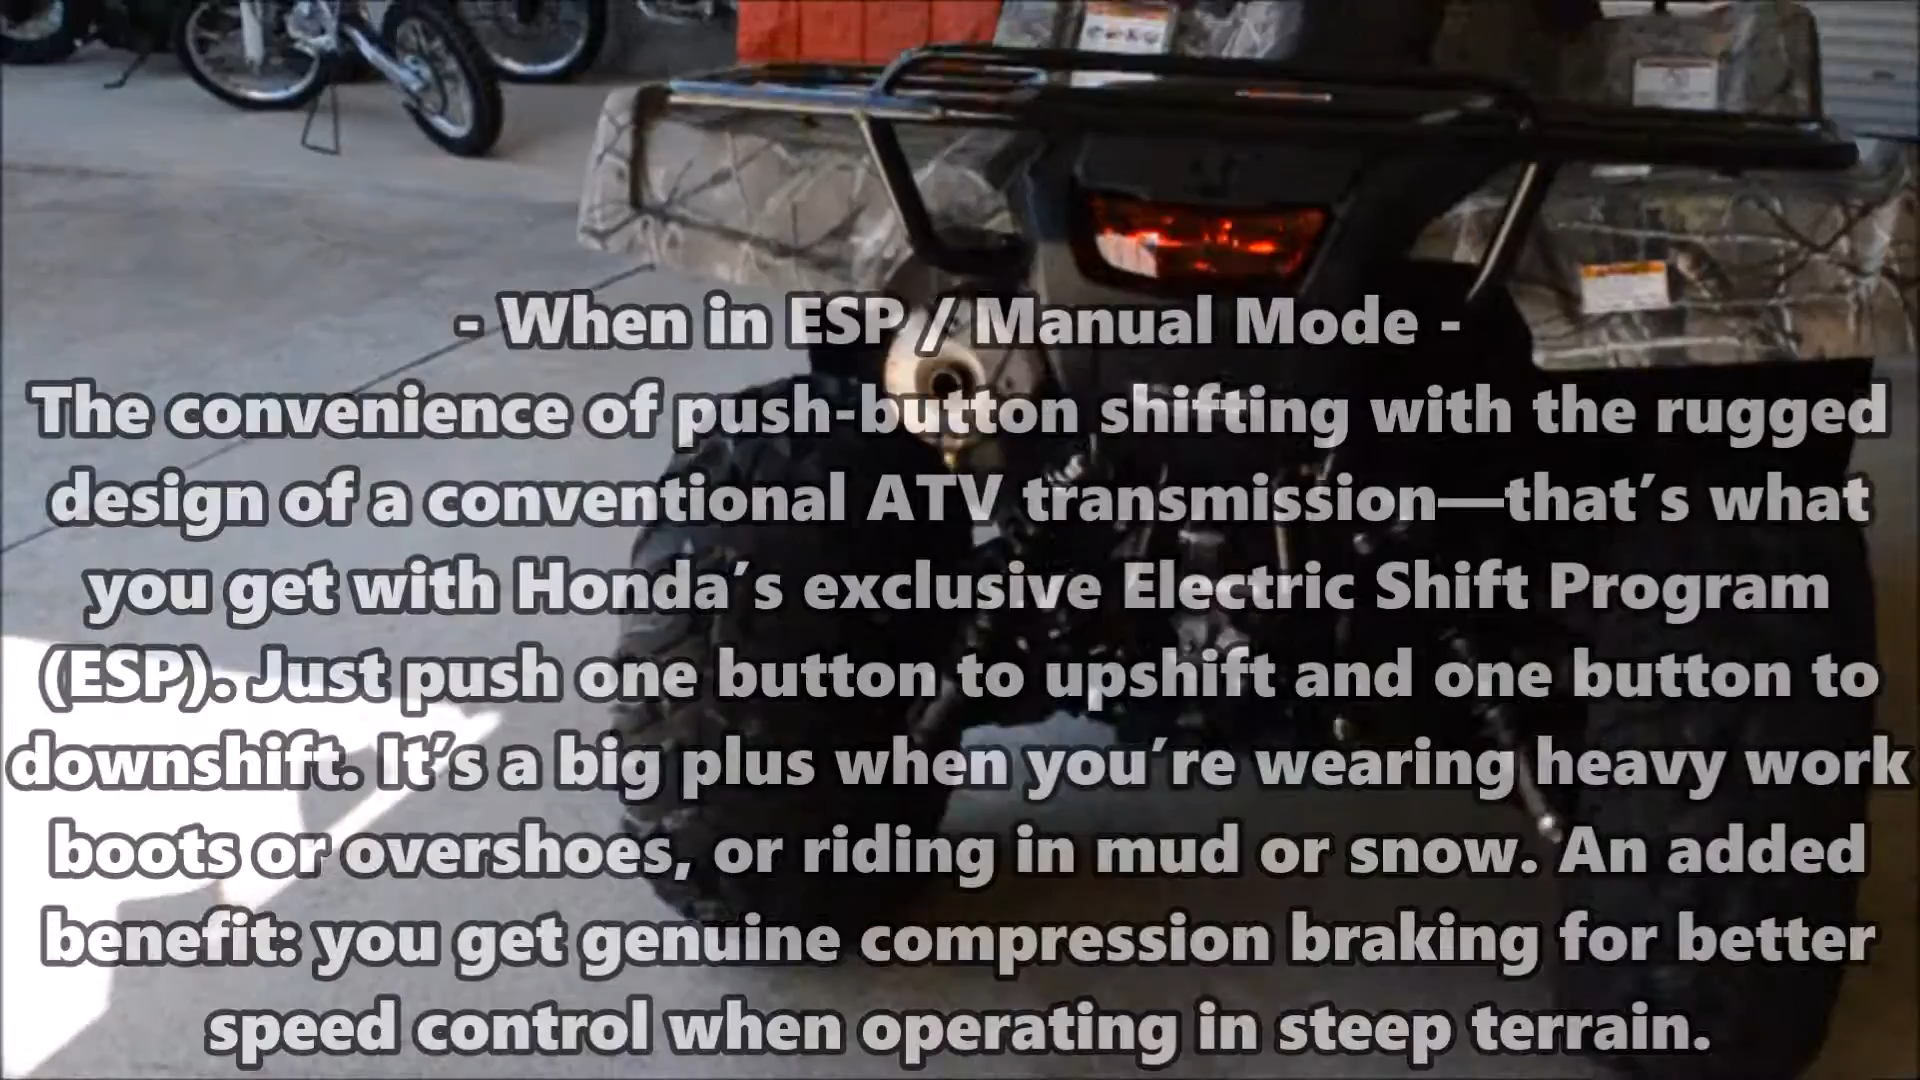 - When in ESP / Manual Mode -
The convenience of push-button shifting with the rugged
design of a conventional ATV transmission—that's what
you get with Honda's exclusive Electric Shift Program
(ESP). Just push one button to upshift and one button to
downshift. It's a big plus when you're wearing heavy work
boots or overshoes, or riding in mud or snow. An added
benefit: you get genuine compression braking for better
speed control when operating in steep terrain.